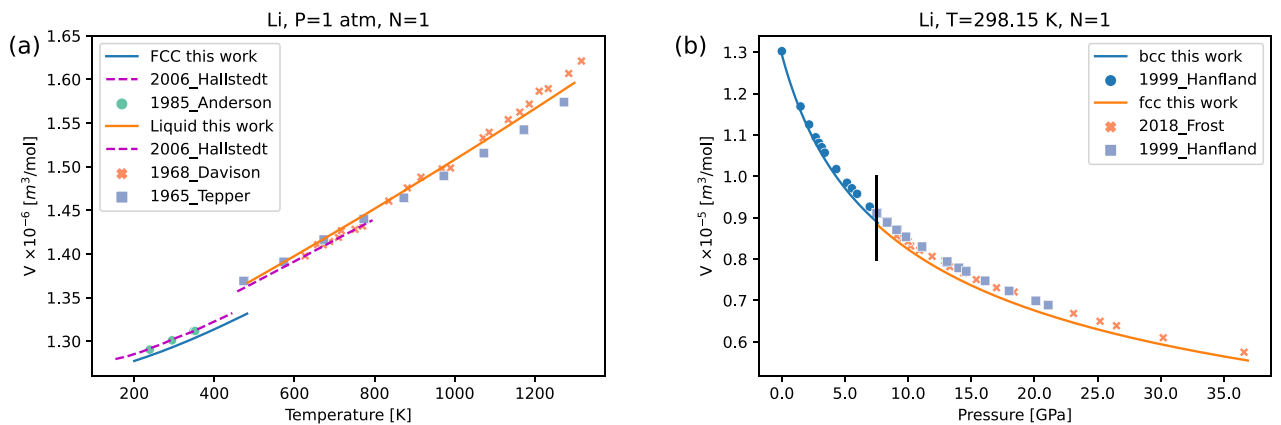 Li, P=1 atm, N=1
(a)
V ×10⁻⁶ [m³/mol]
1.65
1.60
1.55
1.50
1.45
1.40
1.35
1.30
FCC this work
2006_Hallstedt
1985_Anderson
Liquid this work
2006_Hallstedt
1968_Davison
1965_Tepper
200
400
600
800
1000
1200
Temperature [K]
Li, T=298.15 K, N=1
(b)
V ×10⁻⁵ [m³/mol]
1.3
1.2
1.1
1.0
0.9
0.8
0.7
0.6
bcc this work
1999_Hanfland
fcc this work
2018_Frost
1999_Hanfland
0.0
5.0
10.0
15.0
20.0
25.0
30.0
35.0
Pressure [GPa]